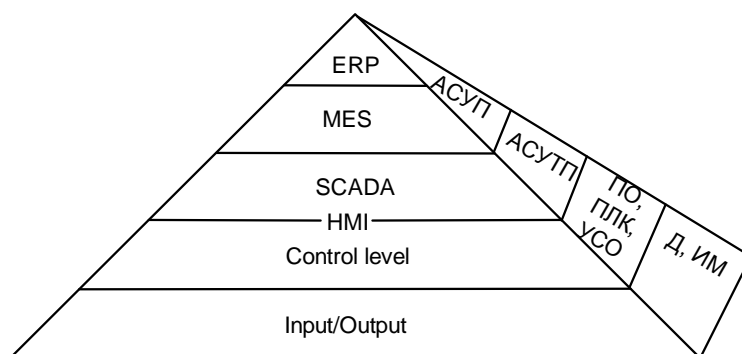 ERP
MES
SCADA
HMI
Control level
Input/Output
АСУП
АСУТП
ПО,
ПЛК,
УСО
Д, ИМ